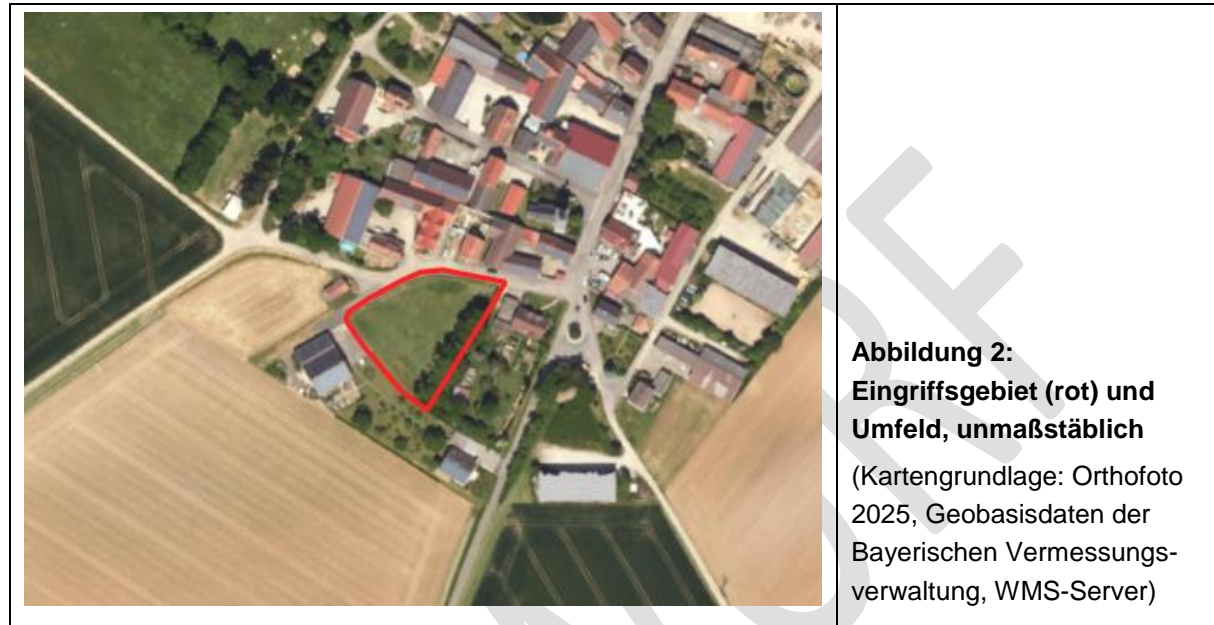 Abbildung 2:
Eingriffsgebiet (rot) und
Umfeld, unmaßstäblich
(Kartengrundlage: Orthofoto
2025, Geobasisdaten der
Bayerischen Vermessungs-
verwaltung, WMS-Server)